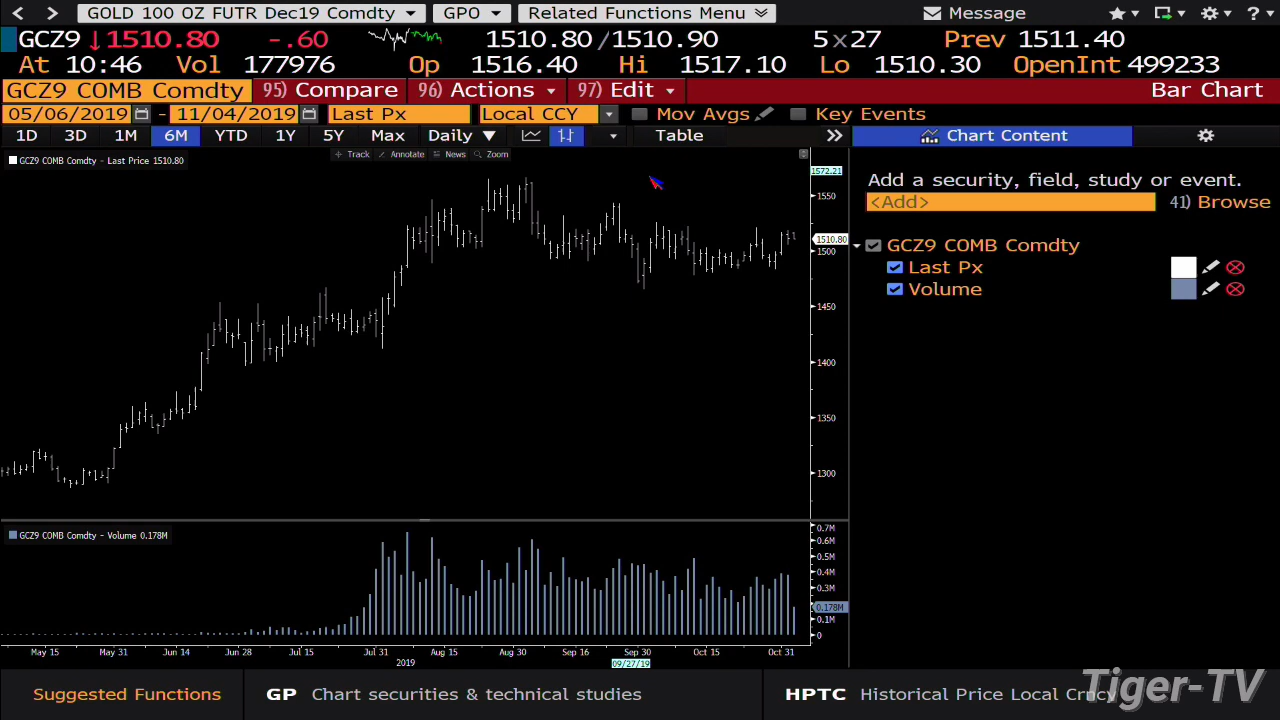 GOLD 100 OZ FUTR Dec19 Comdty GPO Related Functions Menu Message ?
GCZ9 ↓1510.80 -.60 1510.80/1510.90 5x27 Prev 1511.40
At 10:46 Vol 177976 Op 1516.40 Hi 1517.10 Lo 1510.30 OpenInt 499233
GCZ9 COMB Comdty 95) Compare 96) Actions 97) Edit Bar Chart
05/06/2019 - 11/04/2019 Last Px Local CCY Mov Avgs Key Events
1D 3D 1M 6M YTD 1Y 5Y Max Daily ▼ Table >> Chart Content
GCZ9 COMB Comdty - Last Price 1510.80 Track Annotate News Zoom
1572.21
1550
1510.80
1500
1450
1400
1350
1300
Add a security, field, study or event.
<Add> 41) Browse
GCZ9 COMB Comdty
Last Px
Volume
GCZ9 COMB Comdty - Volume 0.178M
0.7M
0.6M
0.5M
0.4M
0.3M
0.178M
0.1M
0
May 15 May 31 Jun 14 Jun 28 Jul 15 Jul 31 Aug 15 Aug 30 Sep 16 Sep 30 Oct 15 Oct 31
2019 09/27/19
Suggested Functions GP Chart securities & technical studies HPTC Historical Price Local Crncy
Tiger-TV